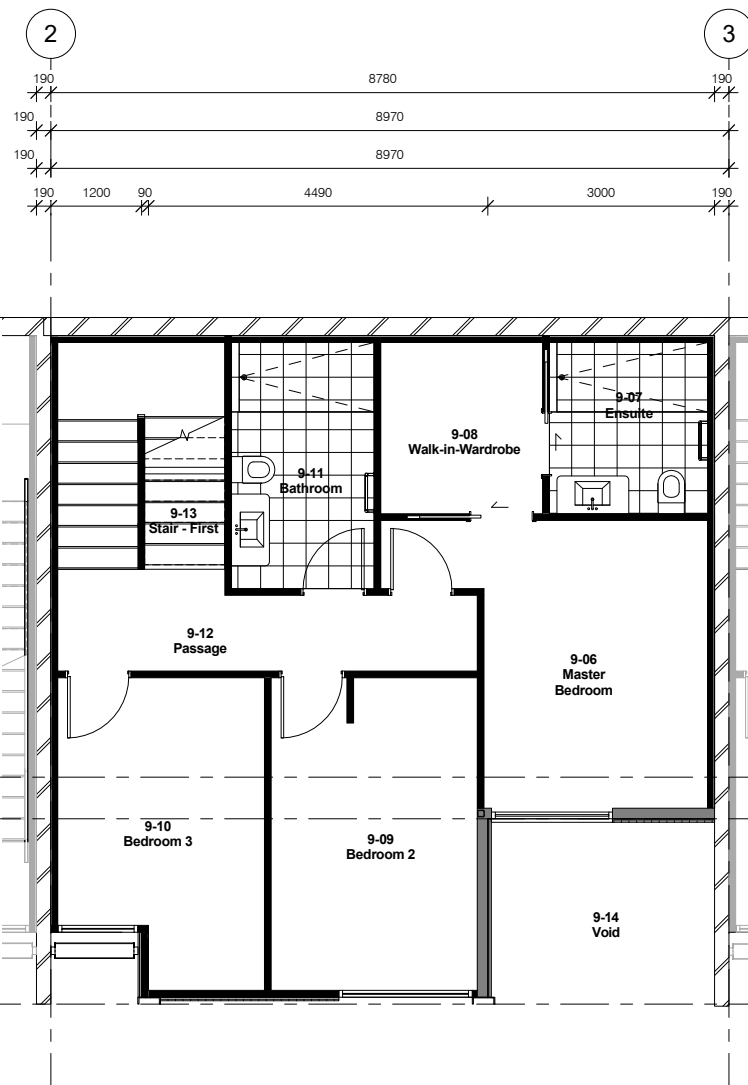 2 3
190 8780 190
190 8970
190 8970
190 1200 90 4490 3000 190
9-07
Ensuite
9-08
Walk-in-Wardrobe
9-11
Bathroom
9-13
Stair - First
9-12
Passage
9-06
Master
Bedroom
9-10
Bedroom 3
9-09
Bedroom 2
9-14
Void